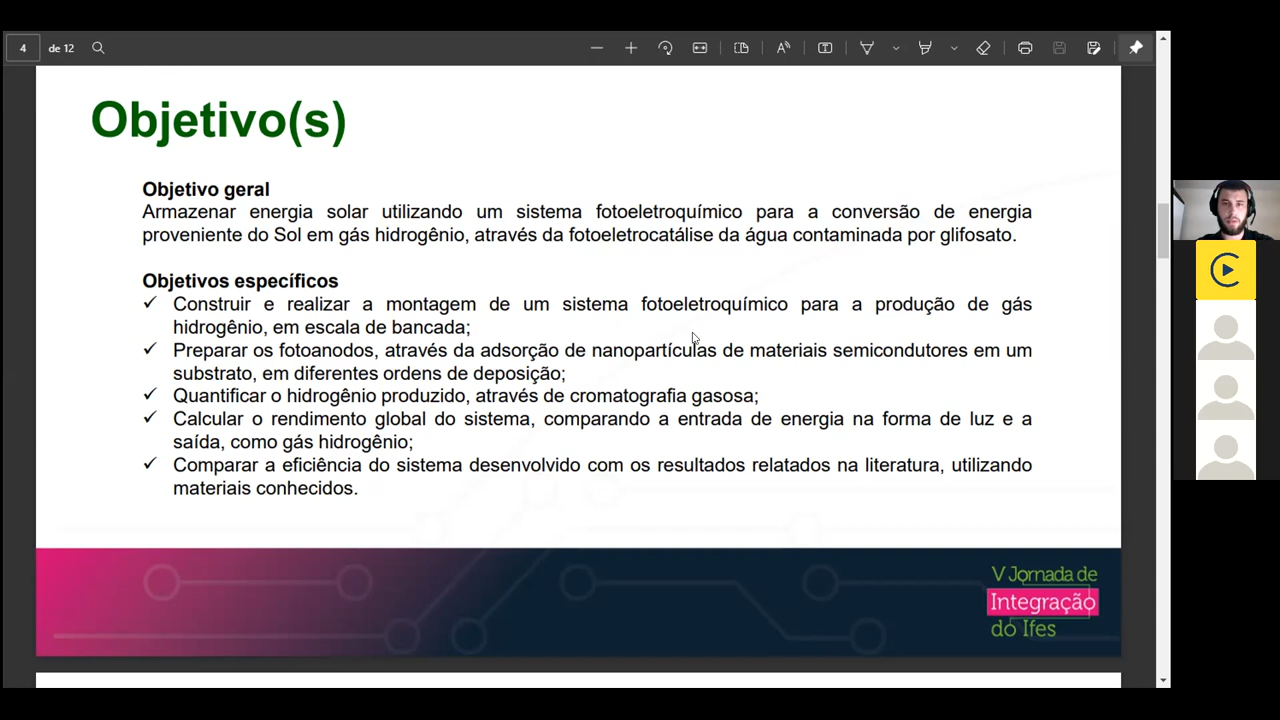 4 de 12
Objetivo(s)
Objetivo geral
Armazenar energia solar utilizando um sistema fotoeletroquímico para a conversão de energia
proveniente do Sol em gás hidrogênio, através da fotoeletrocatálise da água contaminada por glifosato.
Objetivos específicos
✓ Construir e realizar a montagem de um sistema fotoeletroquímico para a produção de gás
hidrogênio, em escala de bancada;
✓ Preparar os fotoanodos, através da adsorção de nanopartículas de materiais semicondutores em um
substrato, em diferentes ordens de deposição;
✓ Quantificar o hidrogênio produzido, através de cromatografia gasosa;
✓ Calcular o rendimento global do sistema, comparando a entrada de energia na forma de luz e a
saída, como gás hidrogênio;
✓ Comparar a eficiência do sistema desenvolvido com os resultados relatados na literatura, utilizando
materiais conhecidos.
V Jornada de
Integração
do Ifes